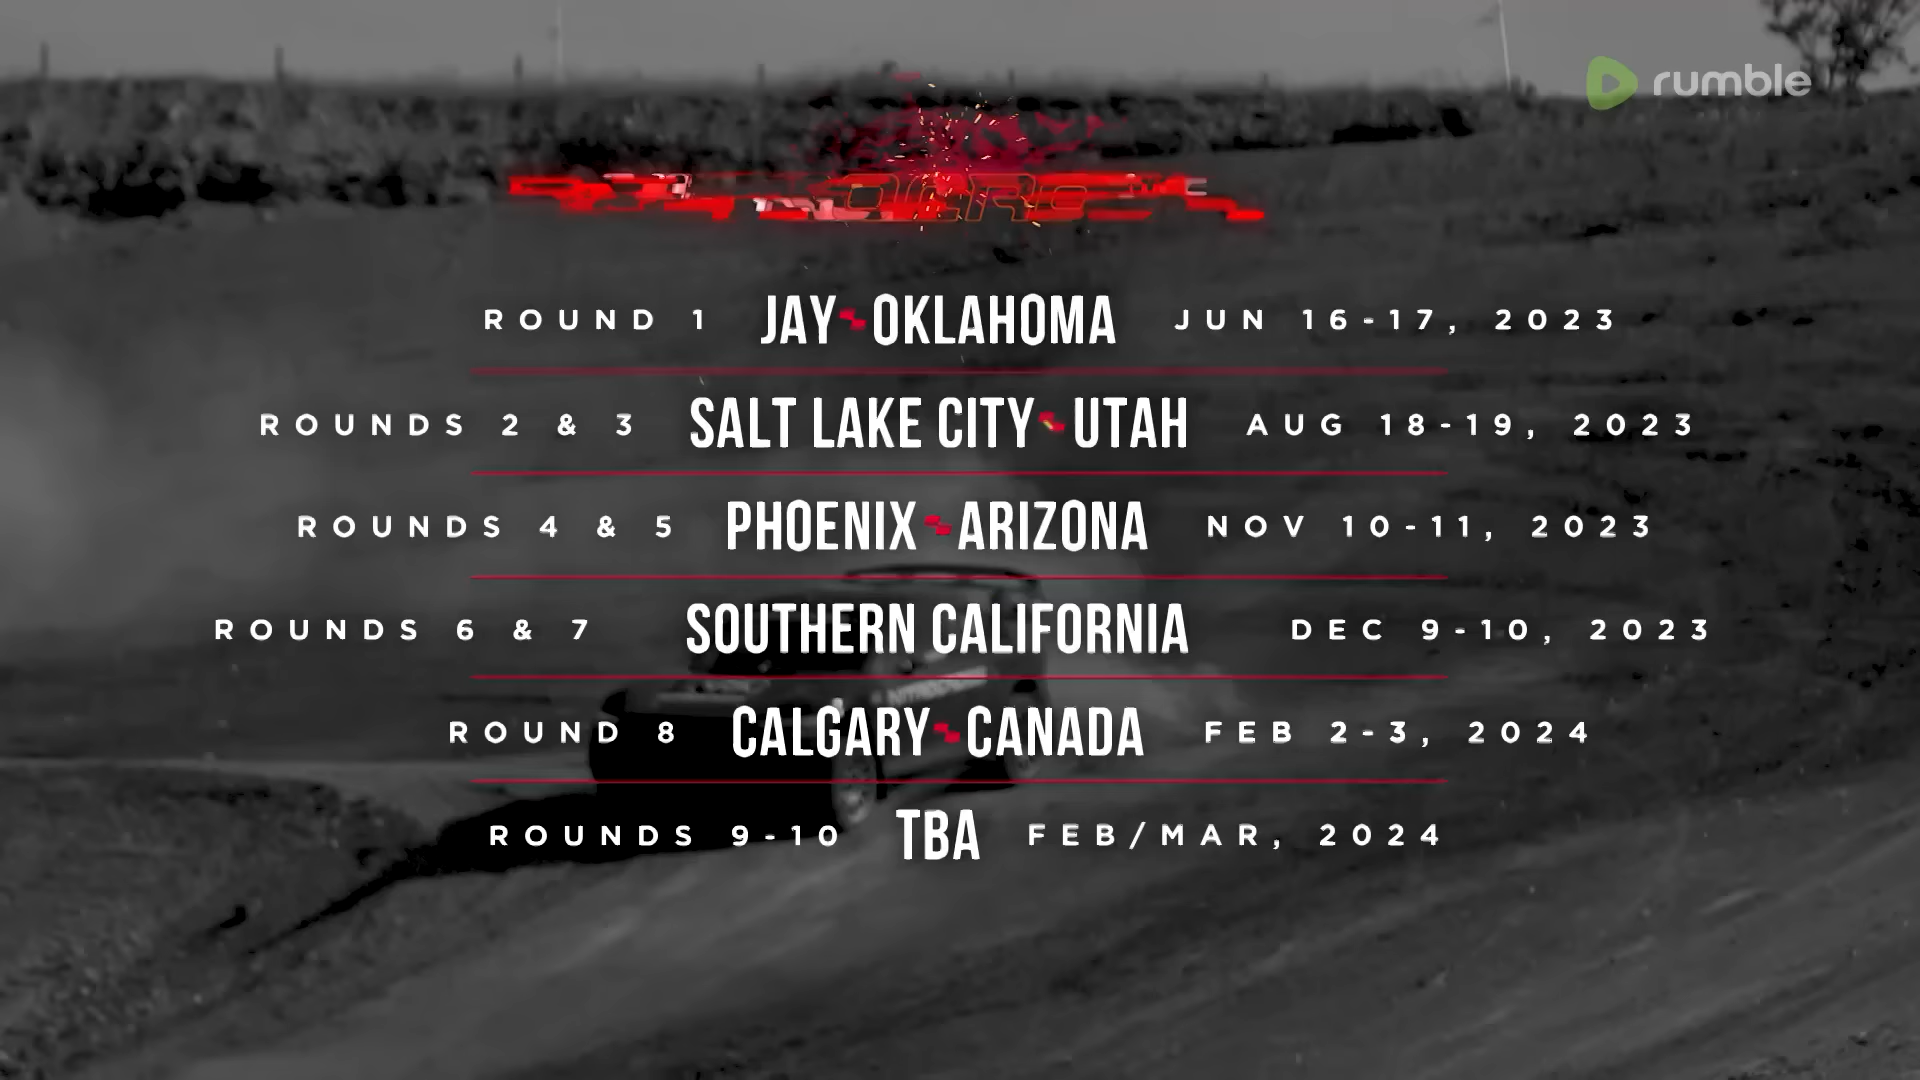 rumble
ROUND 1 JAY OKLAHOMA JUN 16-17, 2023
ROUNDS 2 & 3 SALT LAKE CITY UTAH AUG 18-19, 2023
ROUNDS 4 & 5 PHOENIX ARIZONA NOV 10-11, 2023
ROUNDS 6 & 7 SOUTHERN CALIFORNIA DEC 9-10, 2023
ROUND 8 CALGARY CANADA FEB 2-3, 2024
ROUNDS 9-10 TBA FEB/MAR, 2024